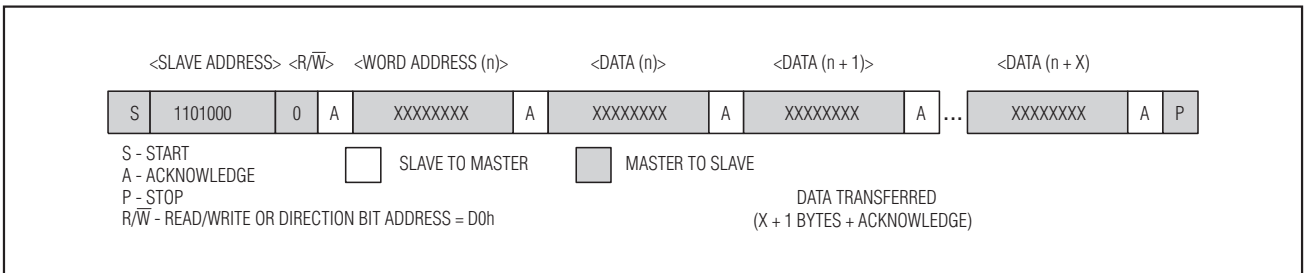 <SLAVE ADDRESS> <R/W̅> <WORD ADDRESS (n)> <DATA (n)> <DATA (n + 1)> <DATA (n + X)
S 1101000 0 A XXXXXXXX A XXXXXXXX A XXXXXXXX A ... XXXXXXXX A P
S - START
A - ACKNOWLEDGE
P - STOP
R/W̅ - READ/WRITE OR DIRECTION BIT ADDRESS = D0h
SLAVE TO MASTER
MASTER TO SLAVE
DATA TRANSFERRED
(X + 1 BYTES + ACKNOWLEDGE)